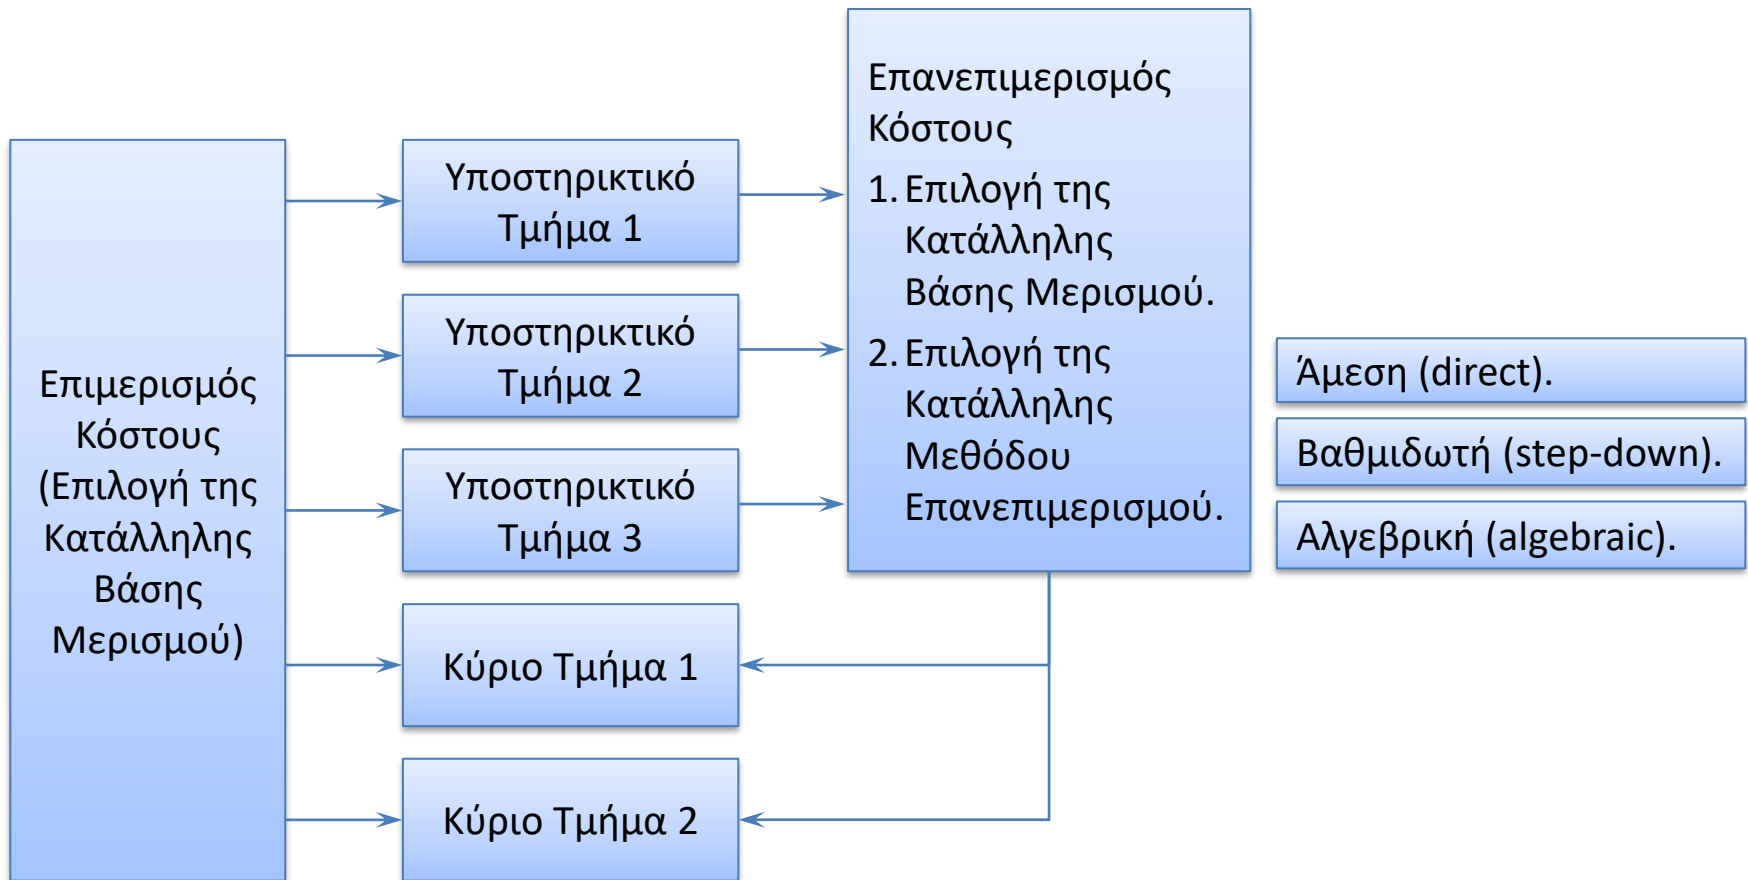 Επιμερισμός
Κόστους
(Επιλογή της
Κατάλληλης
Βάσης
Μερισμού)
Υποστηρικτικό
Τμήμα 1
Υποστηρικτικό
Τμήμα 2
Υποστηρικτικό
Τμήμα 3
Κύριο Τμήμα 1
Κύριο Τμήμα 2
Επανεπιμερισμός
Κόστους
1. Επιλογή της
Κατάλληλης
Βάσης Μερισμού.
2. Επιλογή της
Κατάλληλης
Μεθόδου
Επανεπιμερισμού.
Άμεση (direct).
Βαθμιδωτή (step-down).
Αλγεβρική (algebraic).